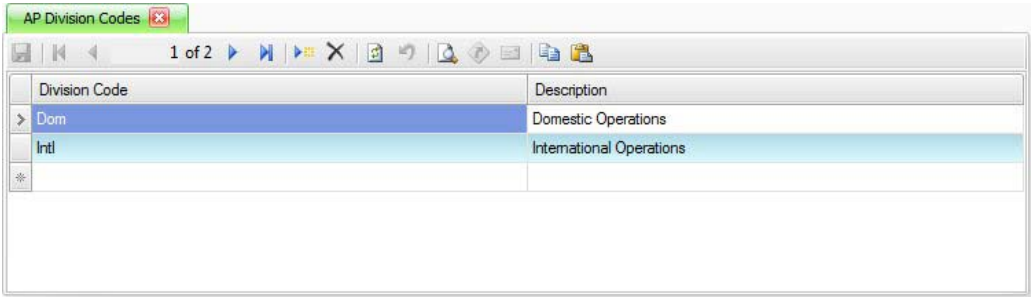 AP Division Codes
1 of 2
Division Code Description
Dom Domestic Operations
Intl International Operations